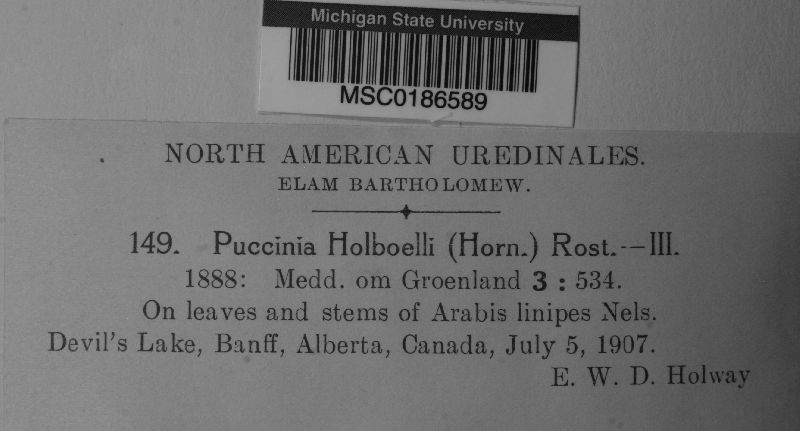 Michigan State University
MSC0186589
NORTH AMERICAN UREDINALES.
ELAM BARTHOLOMEW.
149. Puccinia Holboelli (Horn.) Rost.--III.
1888: Medd. om Groenland 3 : 534.
On leaves and stems of Arabis linipes Nels.
Devil's Lake, Banff, Alberta, Canada, July 5, 1907.
E. W. D. Holway